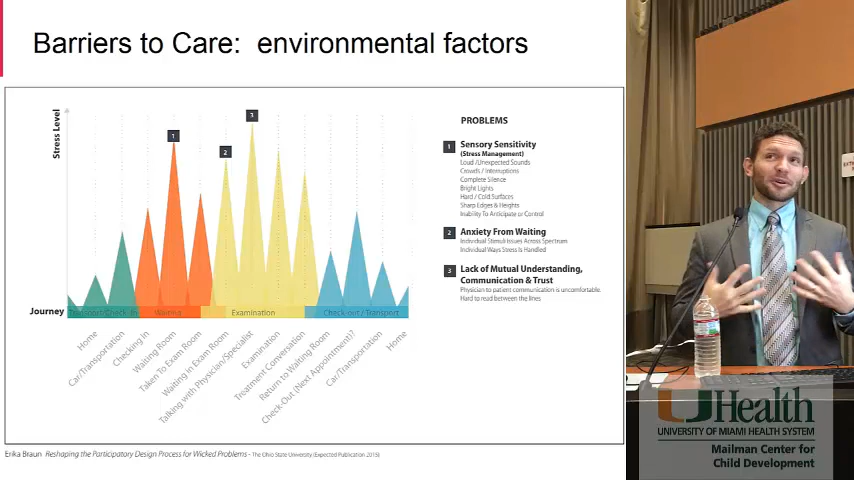 Barriers to Care: environmental factors
Stress Level
1
2
3
Journey
Waiting
Examination
Check-out / Transport
Home
Car/Transportation
Checking In
Waiting Room
Taken To Exam Room
Waiting in Exam Room
Talking with Physician/Specialist
Examination
Treatment Conversation
Return to Waiting Room
Check-Out (Next Appointment)?
Car/Transportation
Home
PROBLEMS
1 Sensory Sensitivity
(Stress Management)
Loud /Unexpected Sounds
Crowds / Interruptions
Complete Silence
Bright Lights
Hard / Cold Surfaces
Sharp Edges & Heights
Inability To Anticipate or Control
2 Anxiety From Waiting
Individual Stimuli Issues Across Spectrum
Individual Ways Stress Is Handled
3 Lack of Mutual Understanding,
Communication & Trust
Physician to patient communication is uncomfortable.
Hard to read between the lines
Erika Braun Reshaping the Participatory Design Process for Wicked Problems - The Ohio State University (Expected Publication 2015)
UHealth
UNIVERSITY OF MIAMI HEALTH SYSTEM
Mailman Center for
Child Development